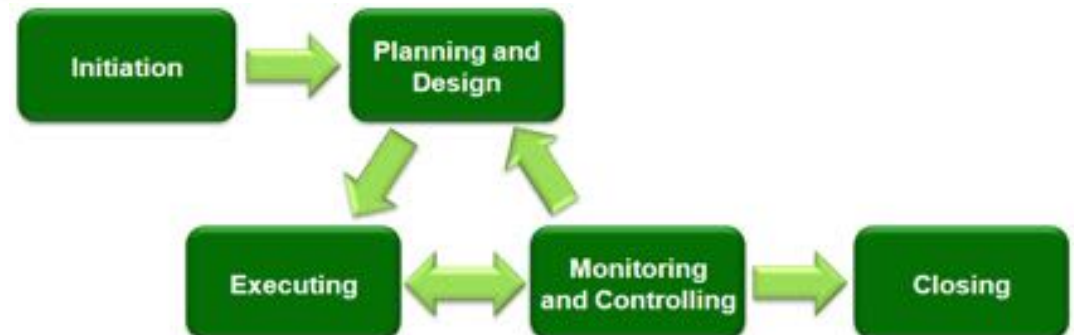 Initiation
Planning and
Design
Executing
Monitoring
and Controlling
Closing